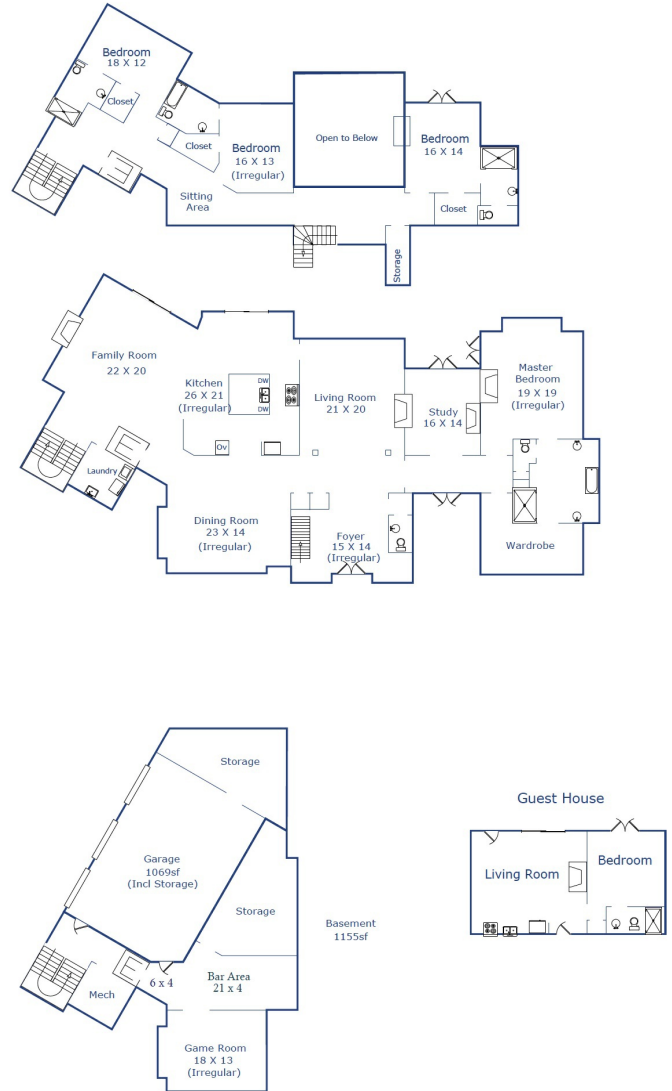 Bedroom
18 X 12
Closet
Closet
Bedroom
16 X 13
(Irregular)
Sitting
Area
Open to Below
Bedroom
16 X 14
Closet
Storage
Family Room
22 X 20
Kitchen
26 X 21
(Irregular)
DW
DW
Ov
Living Room
21 X 20
Study
16 X 14
Master
Bedroom
19 X 19
(Irregular)
Laundry
Dining Room
23 X 14
(Irregular)
Foyer
15 X 14
(Irregular)
Wardrobe
Storage
Garage
1069sf
(Incl Storage)
Storage
Basement
1155sf
Mech
6 x 4
Bar Area
21 x 4
Game Room
18 X 13
(Irregular)
Guest House
Living Room
Bedroom